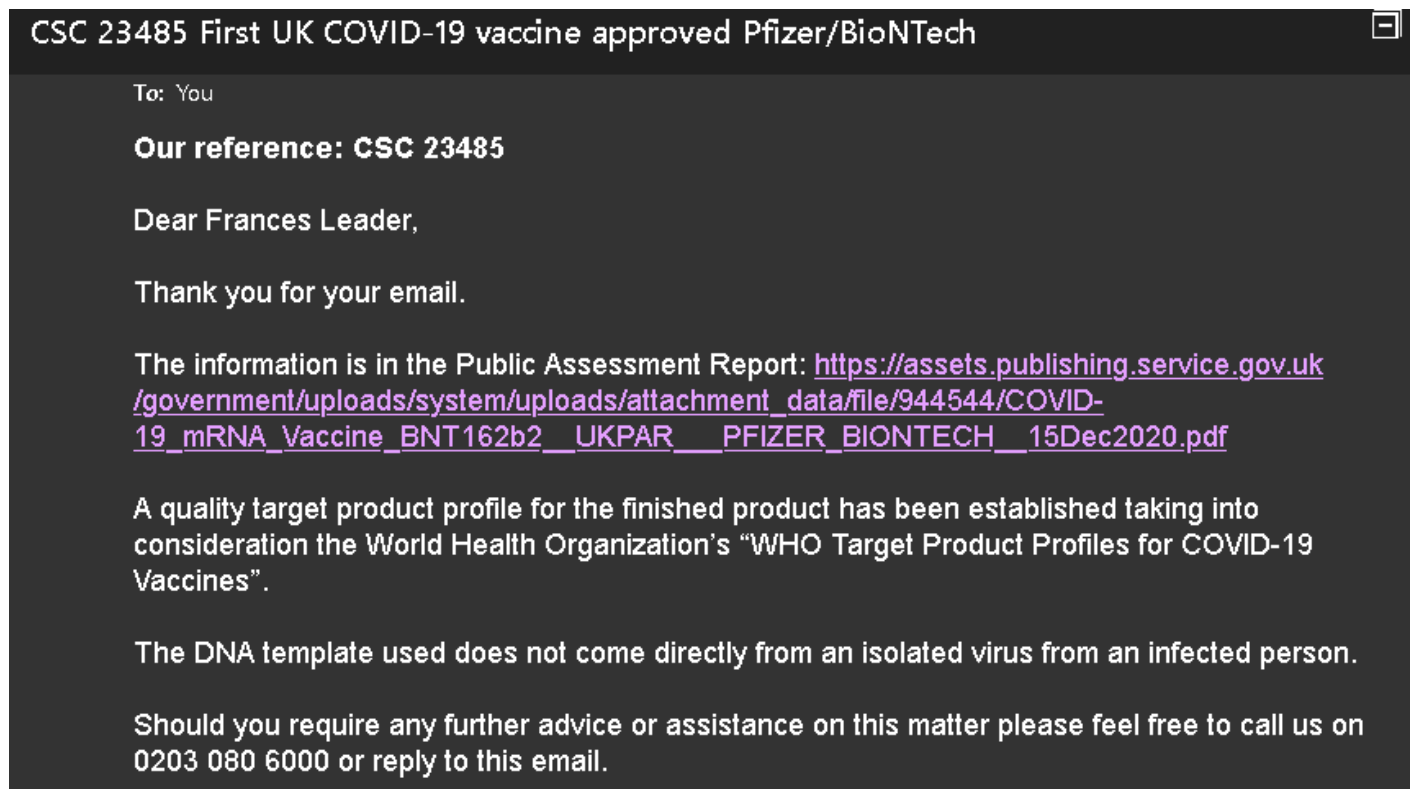 CSC 23485 First UK COVID-19 vaccine approved Pfizer/BioNTech
To: You
Our reference: CSC 23485
Dear Frances Leader,
Thank you for your email.
The information is in the Public Assessment Report: https://assets.publishing.service.gov.uk
/government/uploads/system/uploads/attachment_data/file/944544/COVID-
19_mRNA_Vaccine_BNT162b2__UKPAR___PFIZER_BIONTECH__15Dec2020.pdf
A quality target product profile for the finished product has been established taking into
consideration the World Health Organization’s “WHO Target Product Profiles for COVID-19
Vaccines”.
The DNA template used does not come directly from an isolated virus from an infected person.
Should you require any further advice or assistance on this matter please feel free to call us on
0203 080 6000 or reply to this email.